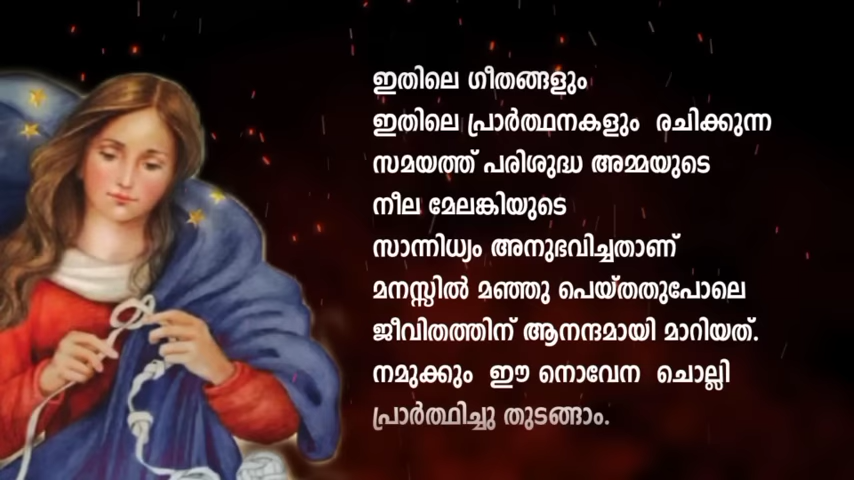 ഇതിലെ ഗീതങ്ങളും
ഇതിലെ പ്രാർത്ഥനകളും രചിക്കുന്ന
സമയത്ത് പരിശുദ്ധ അമ്മയുടെ
നീല മേലങ്കിയുടെ
സാന്നിധ്യം അനുഭവിച്ചതാണ്
മനസ്സിൽ മഞ്ഞു പെയ്തതുപോലെ
ജീവിതത്തിന് ആനന്ദമായി മാറിയത്.
നമുക്കും ഈ നൊവേന ചൊല്ലി
പ്രാർത്ഥിച്ചു തുടങ്ങാം.